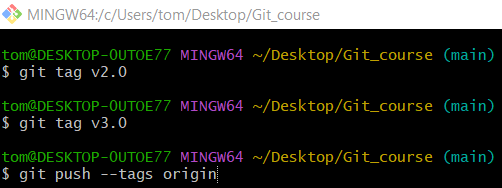 MINGW64:/c/Users/tom/Desktop/Git_course
tom@DESKTOP-OUTOE77 MINGW64 ~/Desktop/Git_course (main)
$ git tag v2.0
tom@DESKTOP-OUTOE77 MINGW64 ~/Desktop/Git_course (main)
$ git tag v3.0
tom@DESKTOP-OUTOE77 MINGW64 ~/Desktop/Git_course (main)
$ git push --tags origin